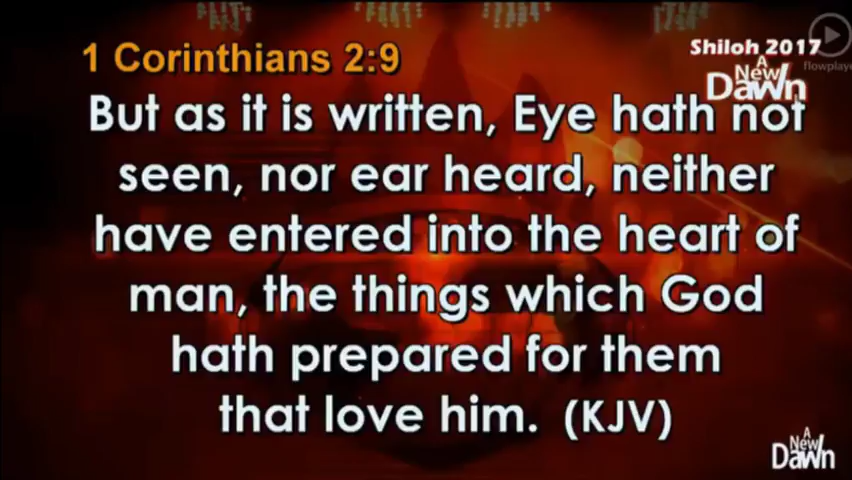 1 Corinthians 2:9
Shiloh 2017
A
New
Dawn
flowplaye
But as it is written, Eye hath not
seen, nor ear heard, neither
have entered into the heart of
man, the things which God
hath prepared for them
that love him. (KJV)
A
New
Dawn